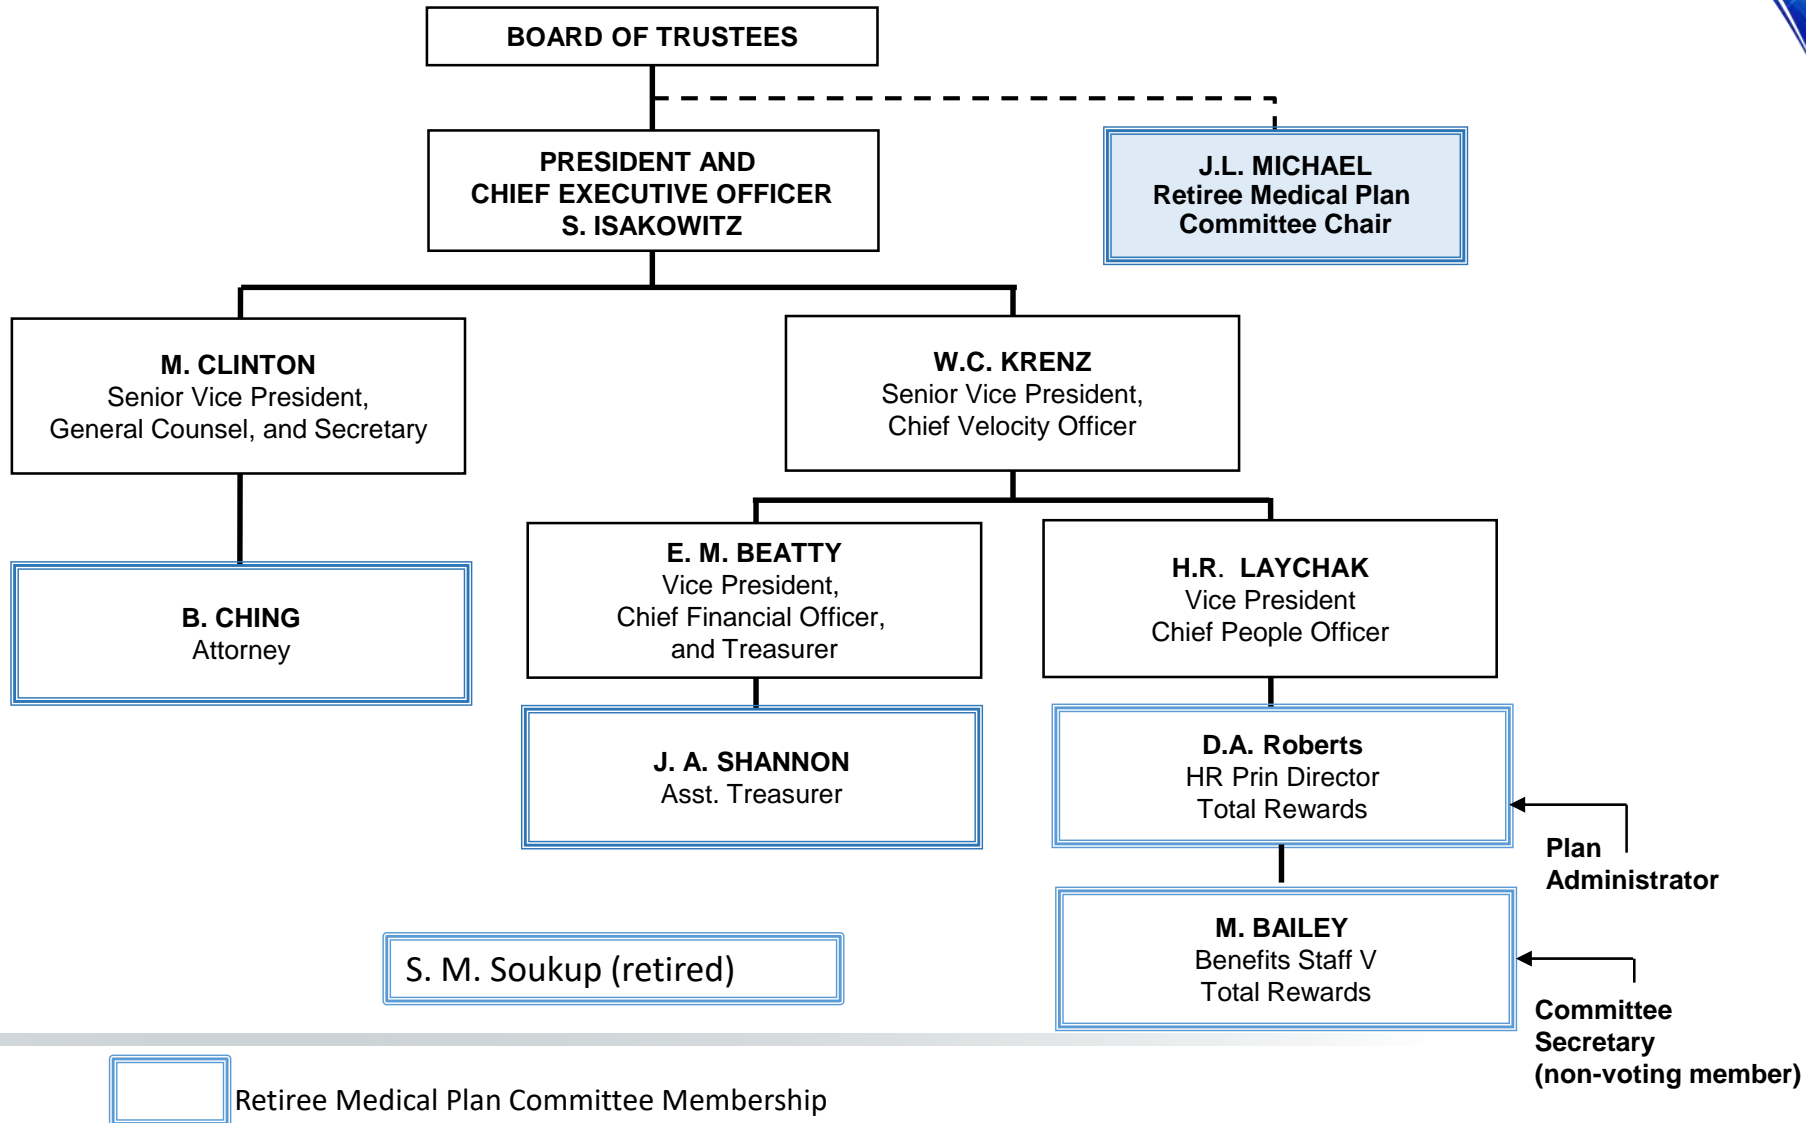 BOARD OF TRUSTEES
PRESIDENT AND
CHIEF EXECUTIVE OFFICER
S. ISAKOWITZ
J.L. MICHAEL
Retiree Medical Plan
Committee Chair
M. CLINTON
Senior Vice President,
General Counsel, and Secretary
W.C. KRENZ
Senior Vice President,
Chief Velocity Officer
B. CHING
Attorney
E. M. BEATTY
Vice President,
Chief Financial Officer,
and Treasurer
H.R. LAYCHAK
Vice President
Chief People Officer
J. A. SHANNON
Asst. Treasurer
D.A. Roberts
HR Prin Director
Total Rewards
Plan
Administrator
M. BAILEY
Benefits Staff V
Total Rewards
Committee
Secretary
(non-voting member)
S. M. Soukup (retired)
Retiree Medical Plan Committee Membership